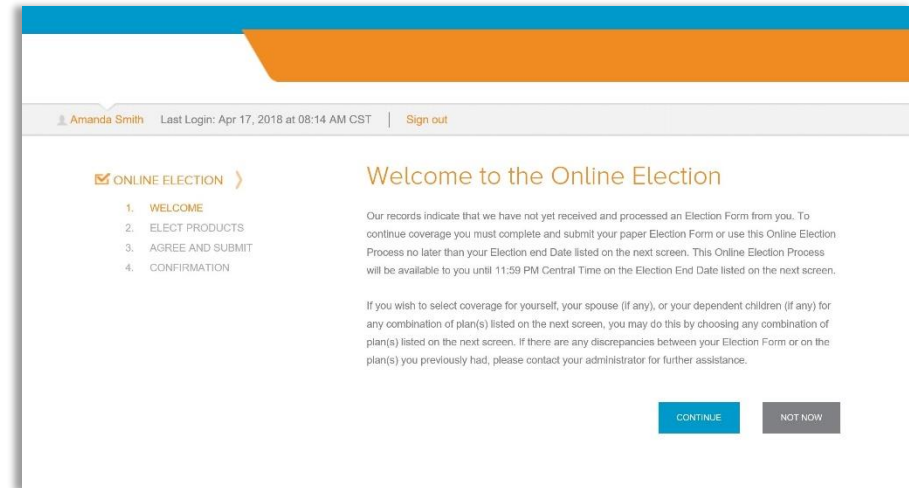 Amanda Smith Last Login: Apr 17, 2018 at 08:14 AM CST | Sign out
ONLINE ELECTION
1. WELCOME
2. ELECT PRODUCTS
3. AGREE AND SUBMIT
4. CONFIRMATION
Welcome to the Online Election
Our records indicate that we have not yet received and processed an Election Form from you. To
continue coverage you must complete and submit your paper Election Form or use this Online Election
Process no later than your Election end Date listed on the next screen. This Online Election Process
will be available to you until 11:59 PM Central Time on the Election End Date listed on the next screen.
If you wish to select coverage for yourself, your spouse (if any), or your dependent children (if any) for
any combination of plan(s) listed on the next screen, you may do this by choosing any combination of
plan(s) listed on the next screen. If there are any discrepancies between your Election Form or on the
plan(s) you previously had, please contact your administrator for further assistance.
CONTINUE NOT NOW